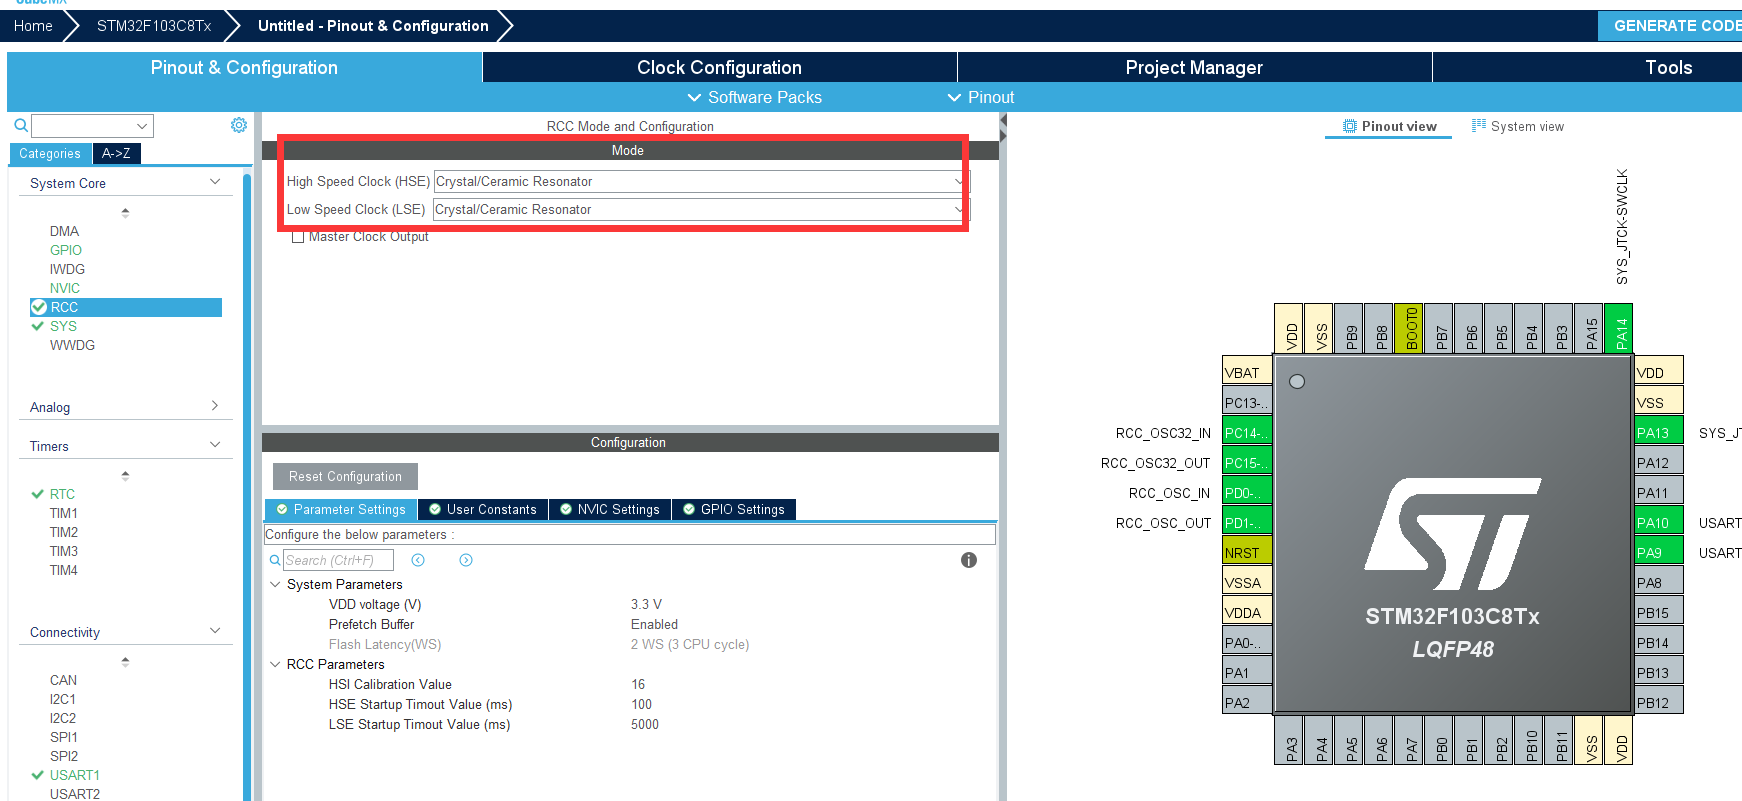 CubeMX
Home STM32F103C8Tx Untitled - Pinout & Configuration GENERATE CODE
Pinout & Configuration Clock Configuration Project Manager Tools
Software Packs Pinout
Categories A->Z
System Core
DMA
GPIO
IWDG
NVIC
RCC
SYS
WWDG
Analog
Timers
RTC
TIM1
TIM2
TIM3
TIM4
Connectivity
CAN
I2C1
I2C2
SPI1
SPI2
USART1
USART2
RCC Mode and Configuration
Mode
High Speed Clock (HSE) Crystal/Ceramic Resonator
Low Speed Clock (LSE) Crystal/Ceramic Resonator
Master Clock Output
Configuration
Reset Configuration
Parameter Settings User Constants NVIC Settings GPIO Settings
Configure the below parameters :
Search (Ctrl+F)
System Parameters
VDD voltage (V) 3.3 V
Prefetch Buffer Enabled
Flash Latency(WS) 2 WS (3 CPU cycle)
RCC Parameters
HSI Calibration Value 16
HSE Startup Timout Value (ms) 100
LSE Startup Timout Value (ms) 5000
Pinout view System view
SYS_JTCK-SWCLK
VDD VSS PB9 PB8 BOOT0 PB7 PB6 PB5 PB4 PB3 PA15 PA14
VBAT VDD
PC13-.. VSS
RCC_OSC32_IN PC14-.. PA13 SYS_JT
RCC_OSC32_OUT PC15-.. PA12
RCC_OSC_IN PD0-.. PA11
RCC_OSC_OUT PD1-.. PA10 USART
NRST PA9 USART
VSSA PA8
VDDA PB15
PA0-.. PB14
PA1 PB13
PA2 PB12
ST
STM32F103C8Tx
LQFP48
PA3 PA4 PA5 PA6 PA7 PB0 PB1 PB2 PB10 PB11 VSS VDD